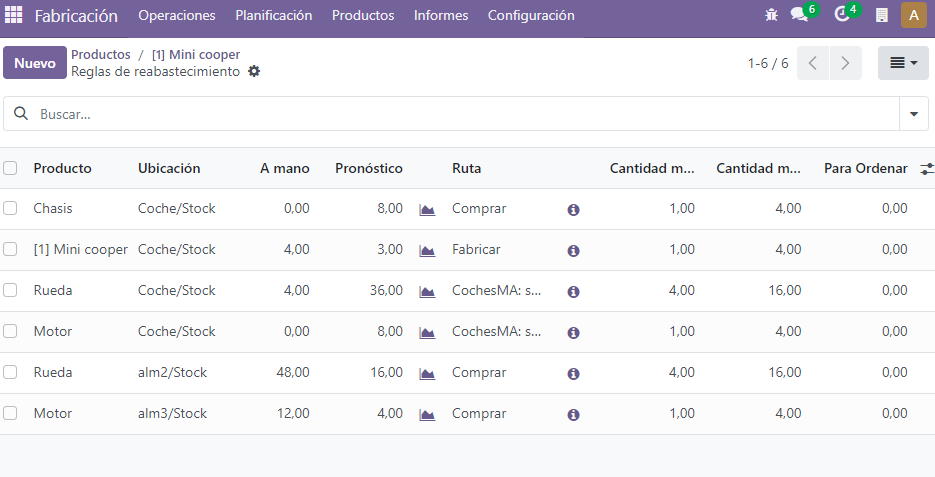 Fabricación Operaciones Planificación Productos Informes Configuración 6 4 A
Nuevo
Productos / [1] Mini cooper
Reglas de reabastecimiento
1-6 / 6
Buscar...
Producto Ubicación A mano Pronóstico Ruta Cantidad m... Cantidad m... Para Ordenar
Chasis Coche/Stock 0,00 8,00 Comprar 1,00 4,00 0,00
[1] Mini cooper Coche/Stock 4,00 3,00 Fabricar 1,00 4,00 0,00
Rueda Coche/Stock 4,00 36,00 CochesMA: s... 4,00 16,00 0,00
Motor Coche/Stock 0,00 8,00 CochesMA: s... 1,00 4,00 0,00
Rueda alm2/Stock 48,00 16,00 Comprar 4,00 16,00 0,00
Motor alm3/Stock 12,00 4,00 Comprar 1,00 4,00 0,00